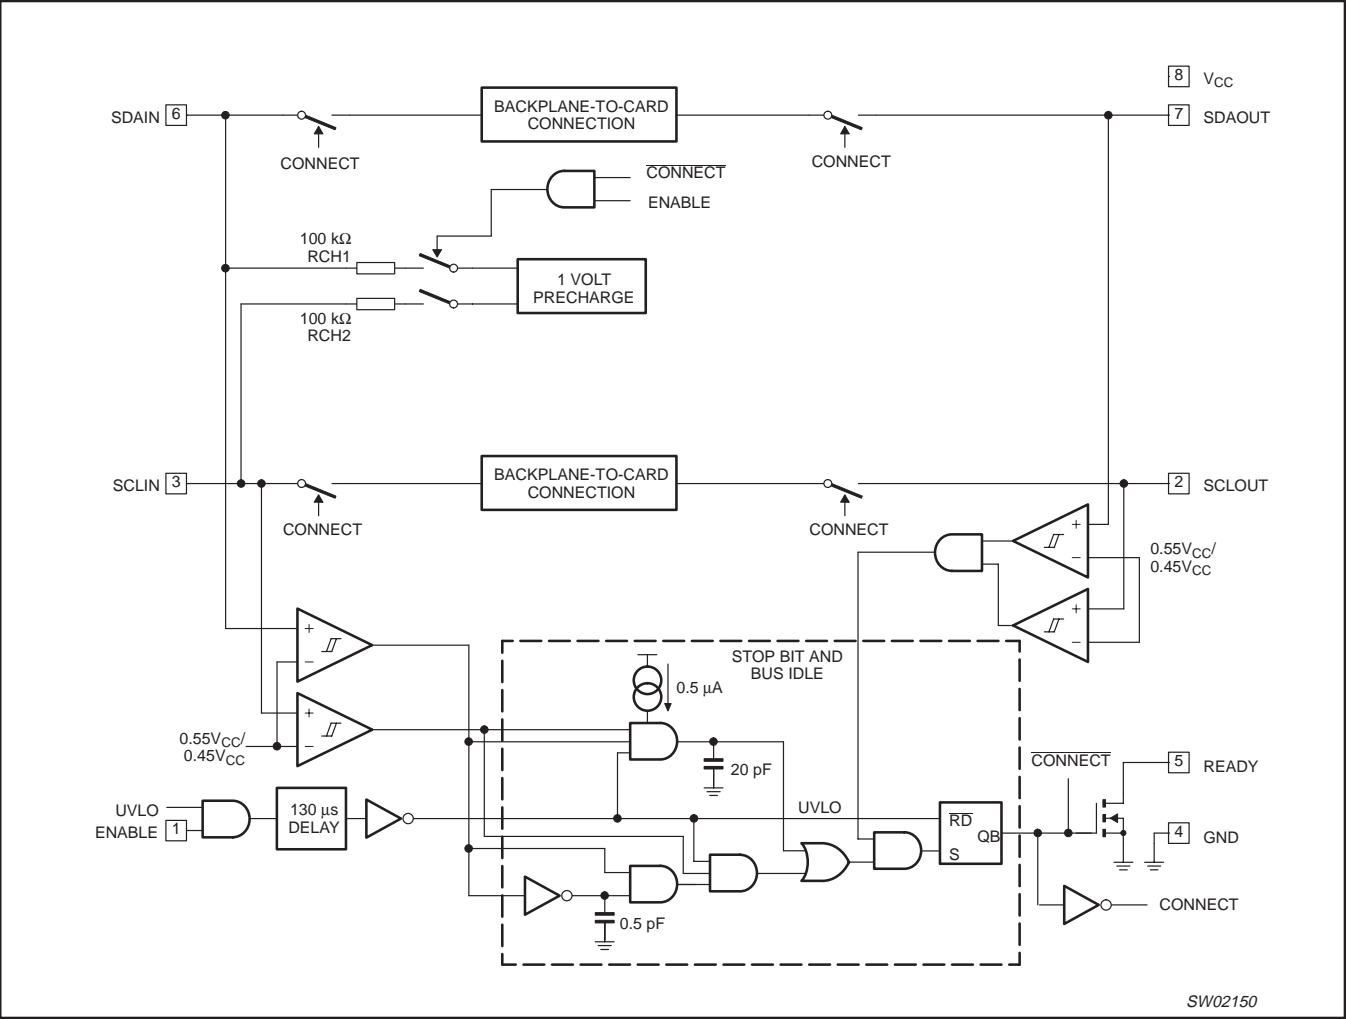 8 VCC
SDAIN 6
BACKPLANE-TO-CARD
CONNECTION
7 SDAOUT
CONNECT
CONNECT
CONNECT
ENABLE
100 kΩ
RCH1
1 VOLT
PRECHARGE
100 kΩ
RCH2
SCLIN 3
BACKPLANE-TO-CARD
CONNECTION
2 SCLOUT
CONNECT
CONNECT
+
−
0.55VCC/
0.45VCC
+
−
+
−
STOP BIT AND
BUS IDLE
0.5 μA
+
−
0.55VCC/
0.45VCC
20 pF
CONNECT
5 READY
UVLO
ENABLE 1
130 μs
DELAY
UVLO
RD
QB
S
4 GND
0.5 pF
CONNECT
SW02150